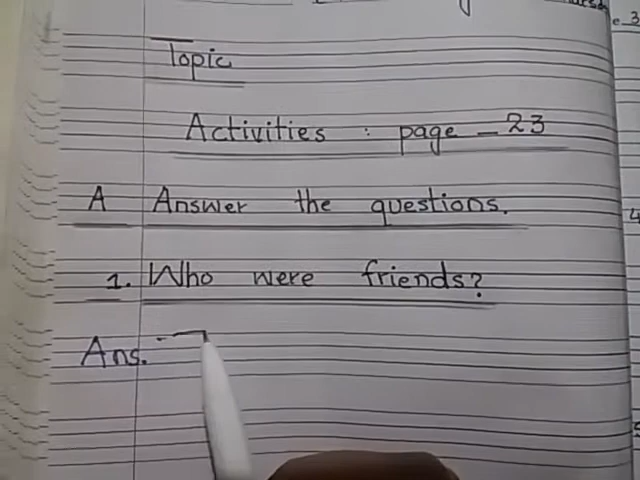 Topic
Activities : page - 23
A Answer the questions.
1. Who were friends?
Ans.